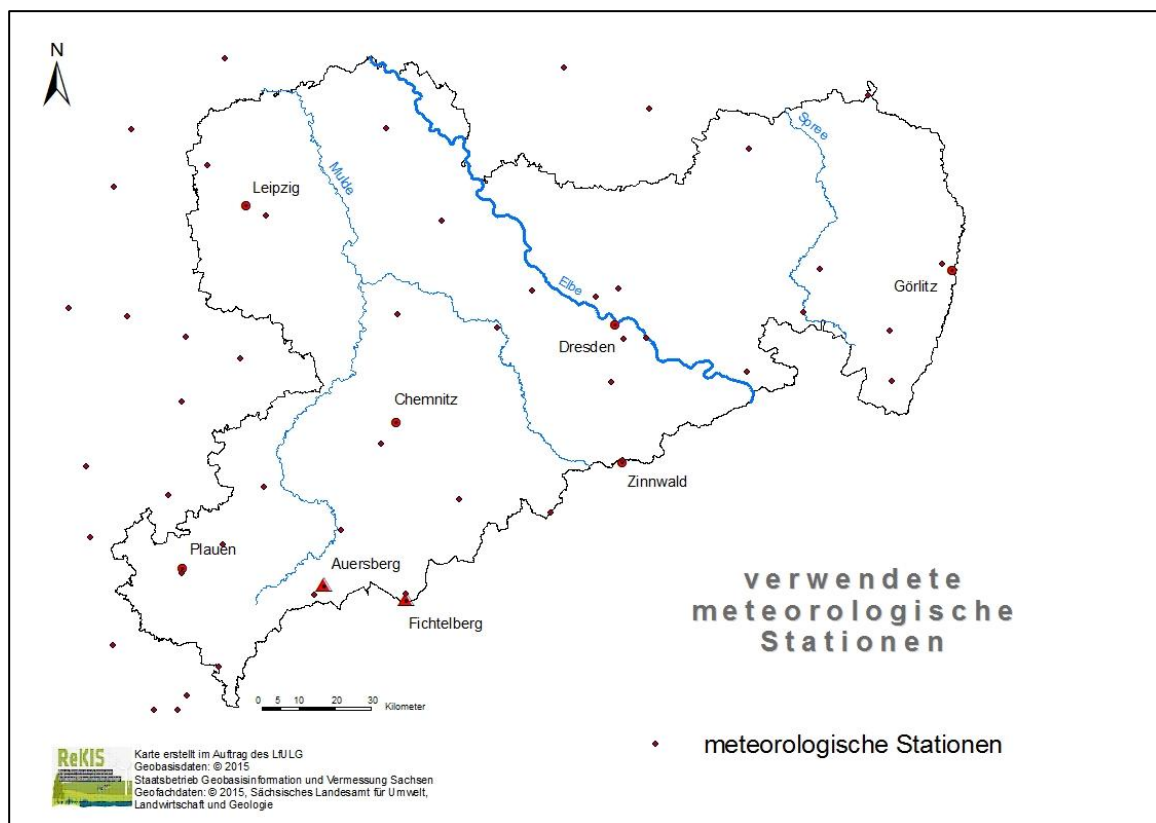 N
Leipzig
Mulde
Elbe
Spree
Görlitz
Dresden
Chemnitz
Zinnwald
Plauen
Auersberg
Fichtelberg
verwendete
meteorologische
Stationen
0 5 10 20 30
Kilometer
meteorologische Stationen
ReKIS
Karte erstellt im Auftrag des LfULG
Geobasisdaten: © 2015
Staatsbetrieb Geobasisinformation und Vermessung Sachsen
Geofachdaten: © 2015, Sächsisches Landesamt für Umwelt,
Landwirtschaft und Geologie